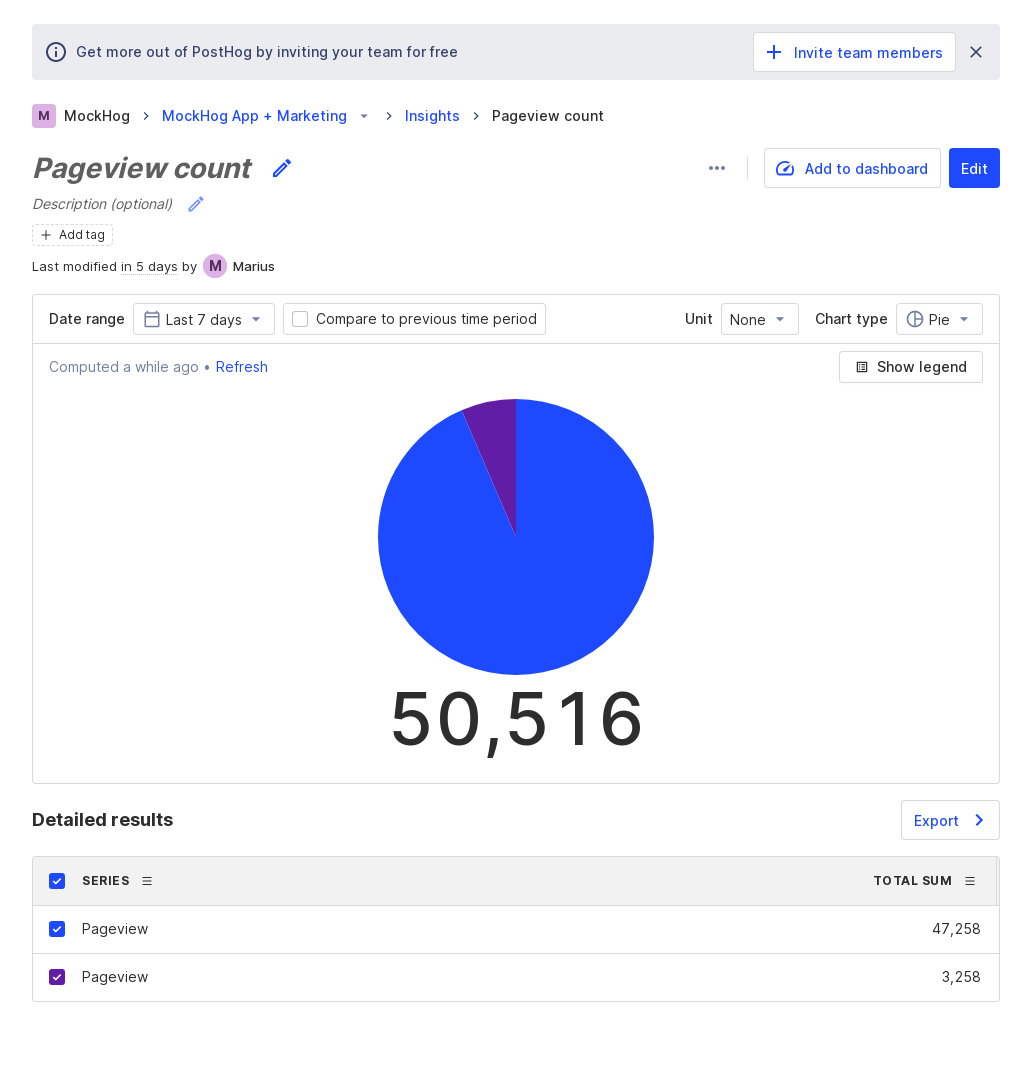 Get more out of PostHog by inviting your team for free
Invite team members
M MockHog MockHog App + Marketing Insights Pageview count
Pageview count
Add to dashboard
Edit
Description (optional)
Add tag
Last modified in 5 days by M Marius
Date range Last 7 days Compare to previous time period Unit None Chart type Pie
Computed a while ago • Refresh
Show legend
50,516
Detailed results
Export
SERIES TOTAL SUM
Pageview 47,258
Pageview 3,258